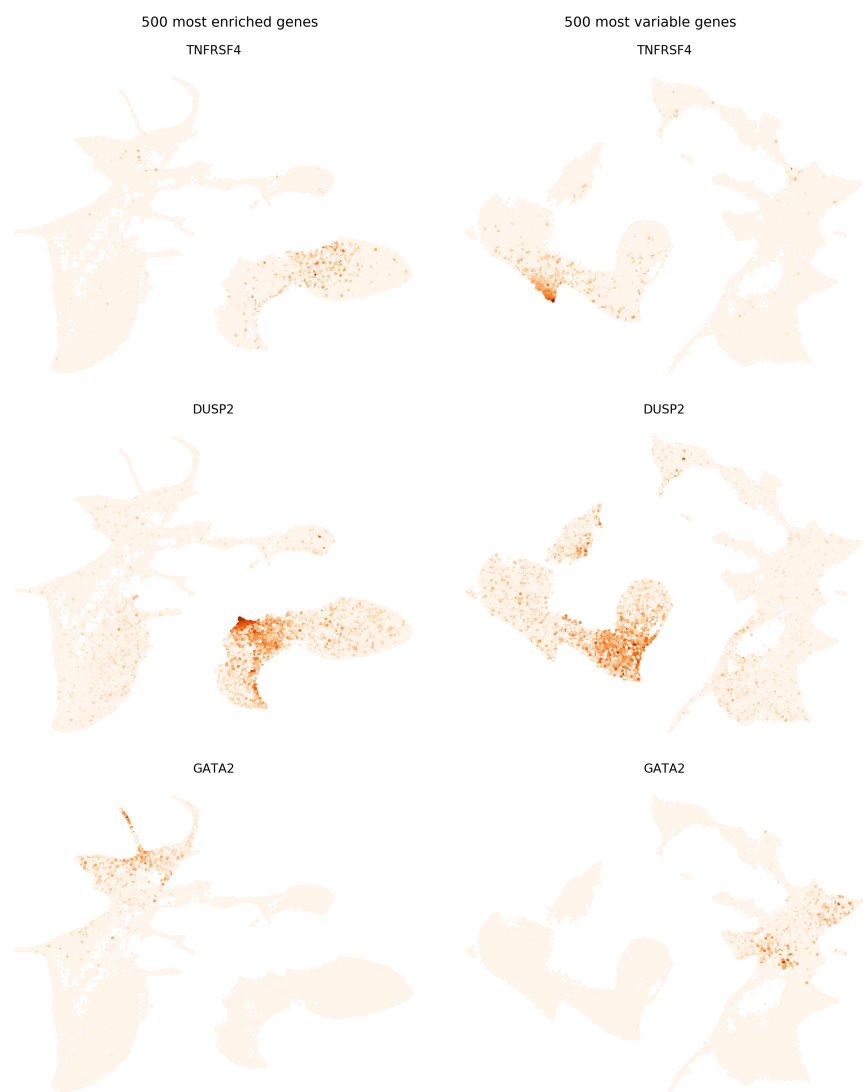 500 most enriched genes
500 most variable genes
TNFRSF4
TNFRSF4
DUSP2
DUSP2
GATA2
GATA2